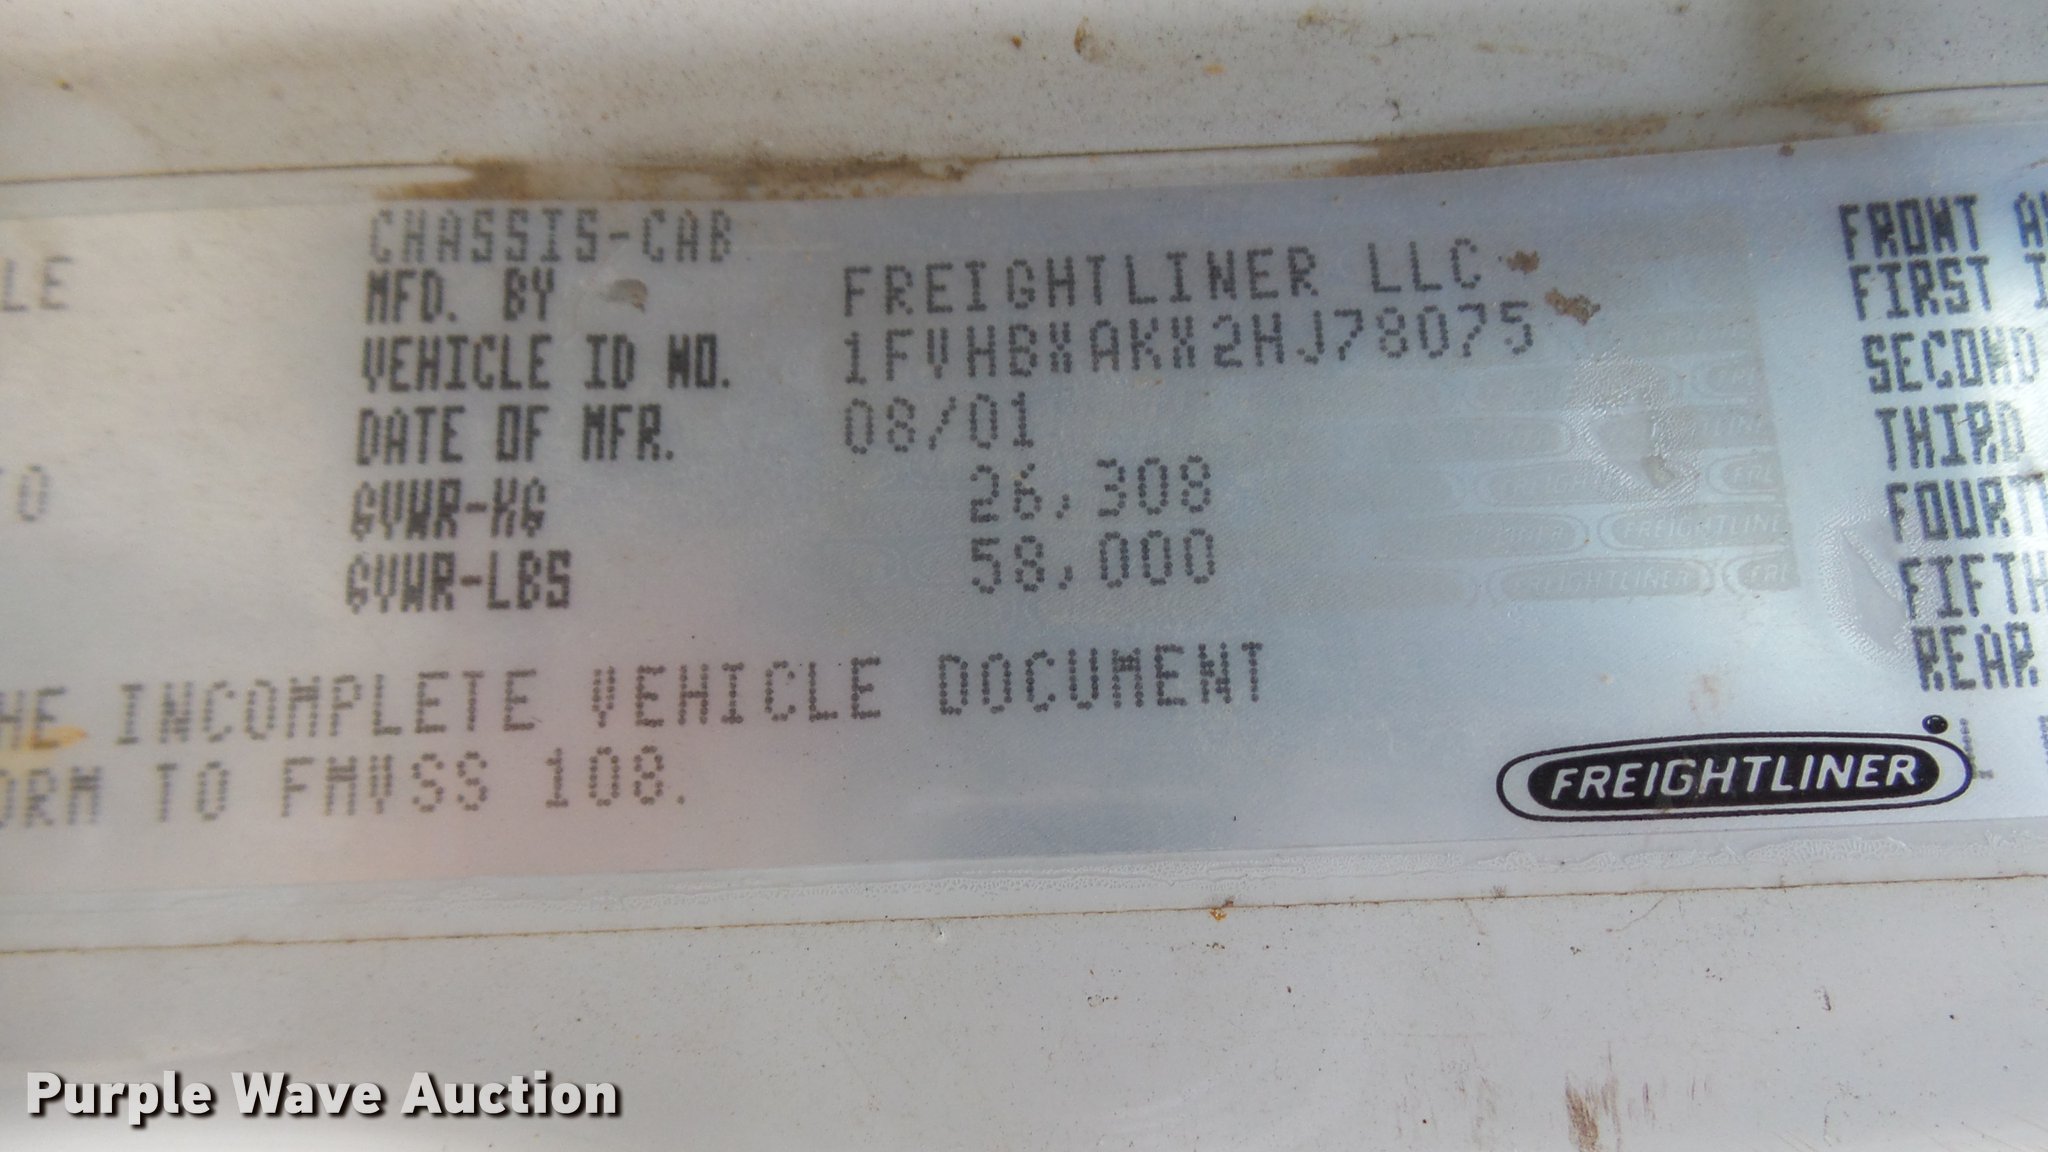 CHASSIS-CAB
LE
MFD. BY FREIGHTLINER LLC
VEHICLE ID NO. 1FVHBXAKX2HJ78075
DATE OF MFR. 08/01
TO
GVWR-KG 26,308
GVWR-LBS 58,000
HE INCOMPLETE VEHICLE DOCUMENT
ORM TO FMVSS 108.
FRONT A
FIRST I
SECOND
THIRD
FOURT
FIFTH
REAR
FREIGHTLINER
Purple Wave Auction